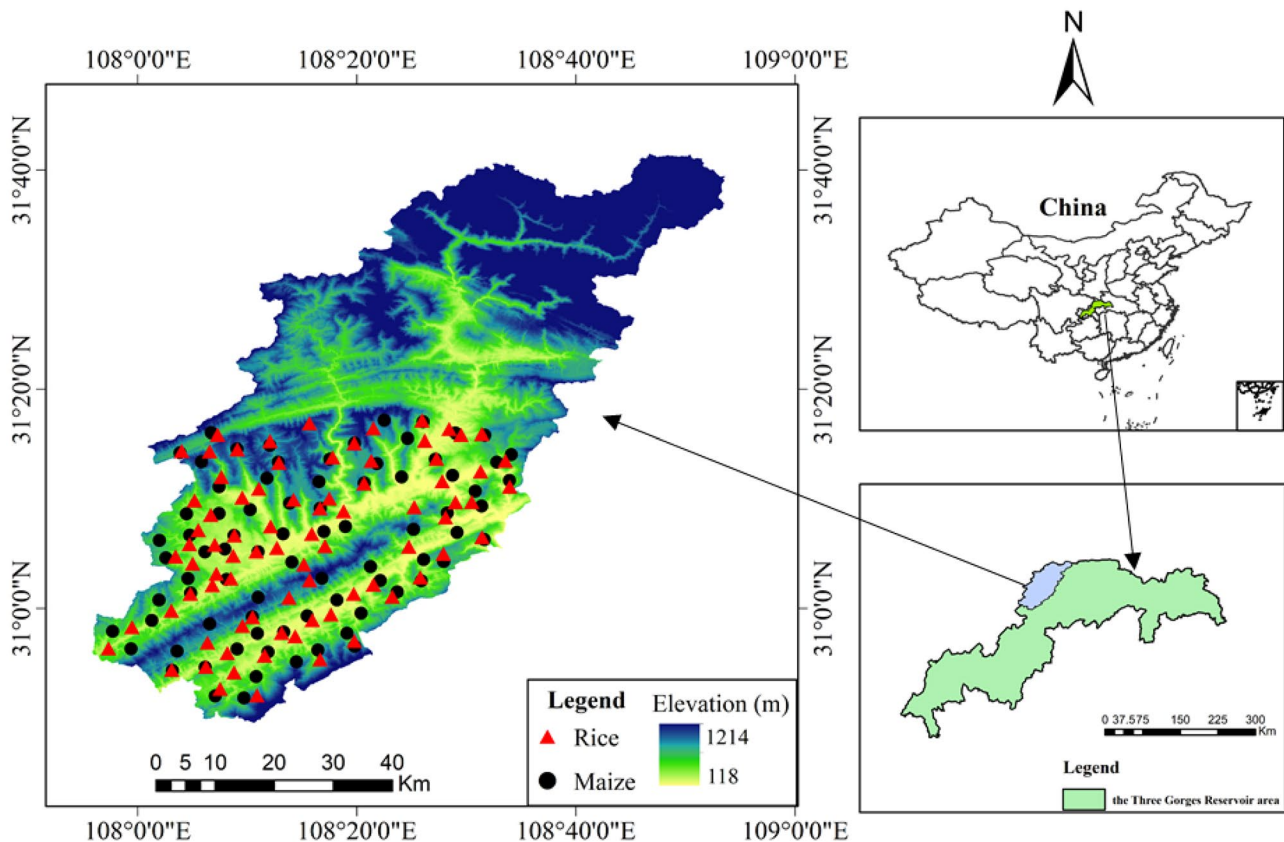 N
108°0'0"E 108°20'0"E 108°40'0"E 109°0'0"E
31°40'0"N
31°20'0"N
31°0'0"N
31°40'0"N
31°20'0"N
31°0'0"N
China
Legend
Rice
Maize
Elevation (m)
1214
118
0 5 10 20 30 40
Km
108°0'0"E 108°20'0"E 108°40'0"E 109°0'0"E
0 37.575 150 225 300
Km
Legend
the Three Gorges Reservoir area